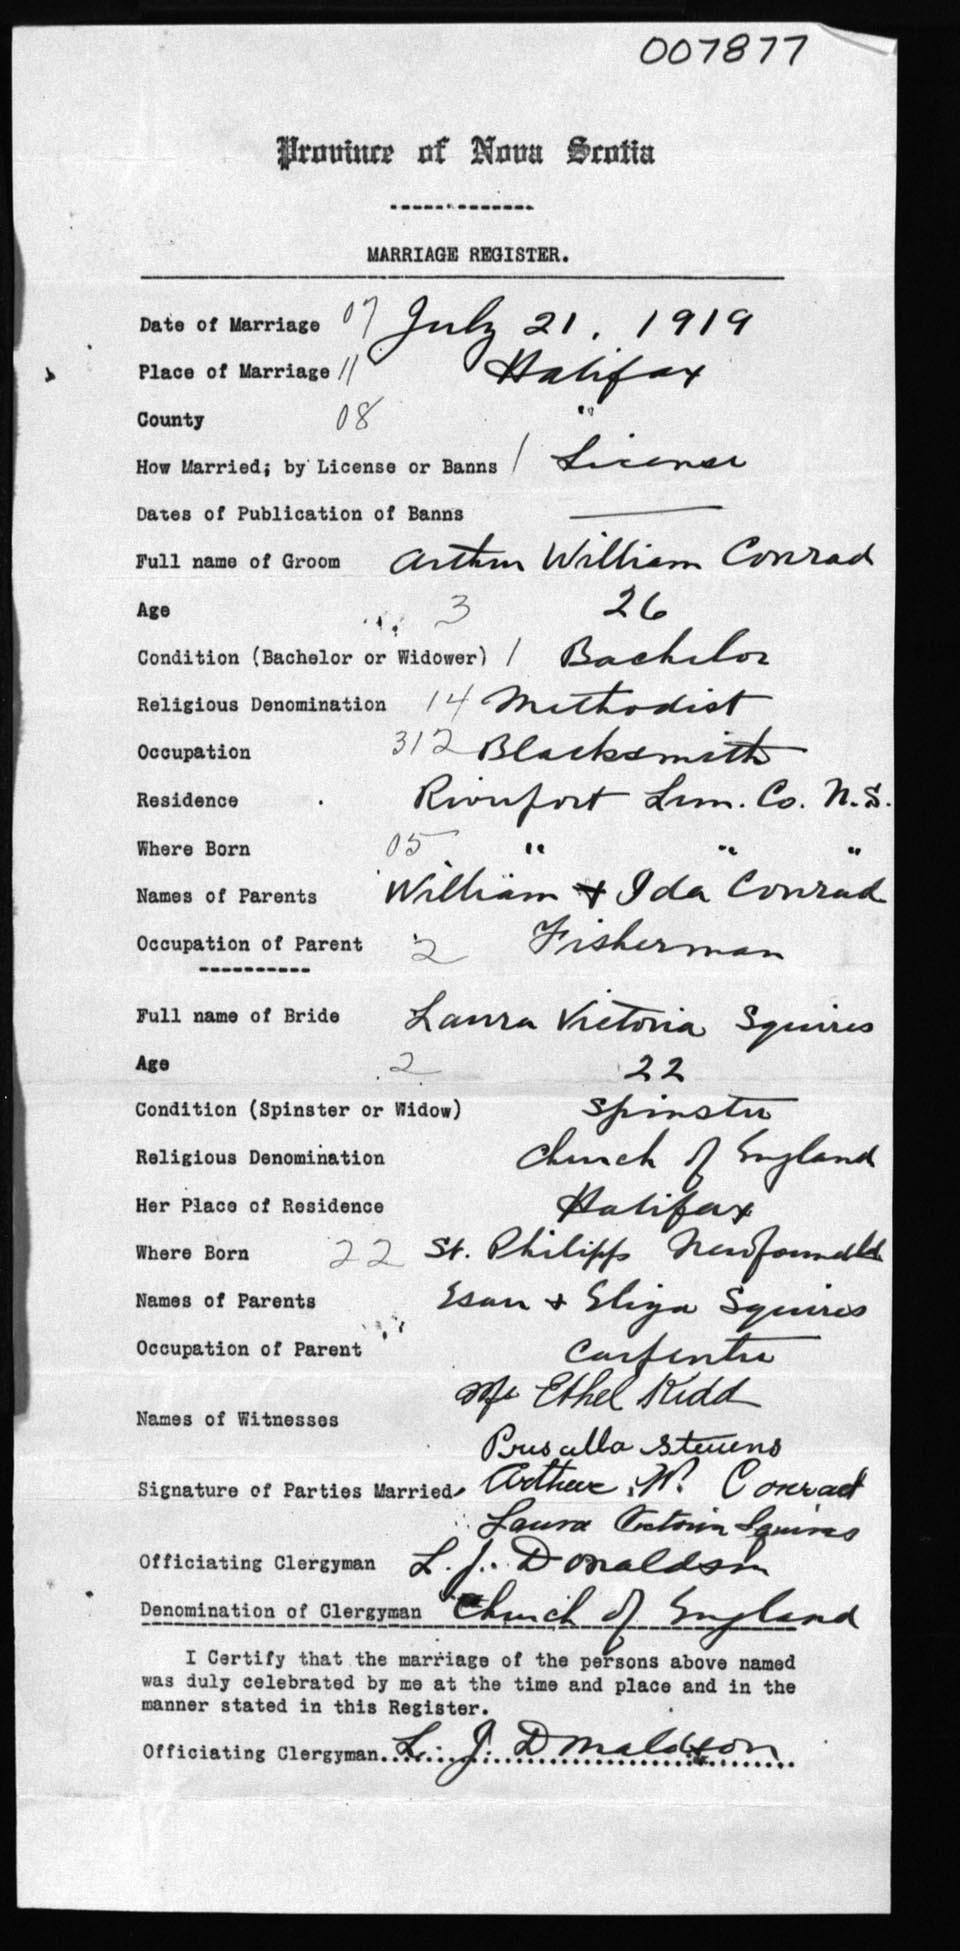 007877
Province of Nova Scotia
MARRIAGE REGISTER.
Date of Marriage 07 July 21, 1919
Place of Marriage 11 Halifax
County 08 "
How Married; by License or Banns 1 License
Dates of Publication of Banns ———
Full name of Groom Arthur William Conrad
Age 3 26
Condition (Bachelor or Widower) 1 Bachelor
Religious Denomination 14 Methodist
Occupation 312 Blacksmith
Residence Riverport Lun. Co. N.S.
Where Born 05 " " "
Names of Parents William & Ida Conrad
Occupation of Parent 2 Fisherman
Full name of Bride Laura Victoria Squires
Age 2 22
Condition (Spinster or Widow) Spinster
Religious Denomination Church of England
Her Place of Residence Halifax
Where Born 22 St. Philipps Newfoundld
Names of Parents Esau & Eliza Squires
Occupation of Parent Carpenter
Ethel Kidd
Names of Witnesses
Priscilla Stevens
Signature of Parties Married Arthur W. Conrad
Laura Victoria Squires
Officiating Clergyman L. J. Donaldson
Denomination of Clergyman Church of England
I Certify that the marriage of the persons above named
was duly celebrated by me at the time and place and in the
manner stated in this Register.
Officiating Clergyman L. J. Donaldson